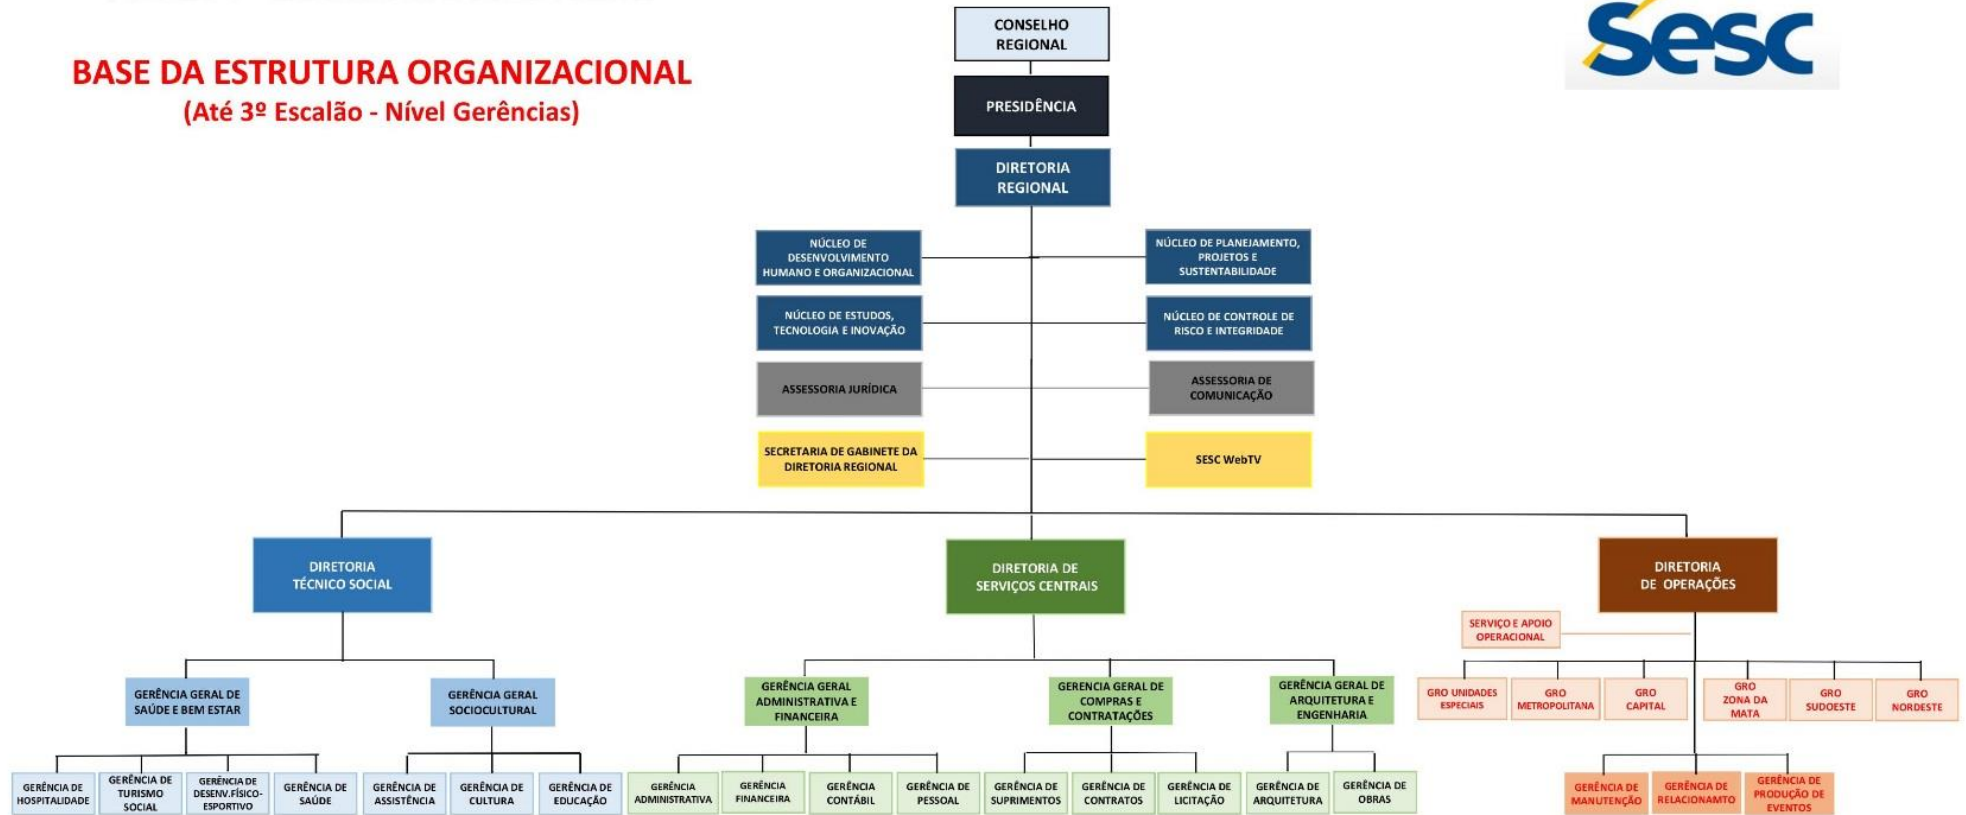 BASE DA ESTRUTURA ORGANIZACIONAL
(Até 3º Escalão - Nível Gerências)
Sesc
CONSELHO
REGIONAL
PRESIDÊNCIA
DIRETORIA
REGIONAL
NÚCLEO DE
DESENVOLVIMENTO
HUMANO E ORGANIZACIONAL
NÚCLEO DE PLANEJAMENTO,
PROJETOS E
SUSTENTABILIDADE
NÚCLEO DE ESTUDOS,
TECNOLOGIA E INOVAÇÃO
NÚCLEO DE CONTROLE DE
RISCO E INTEGRIDADE
ASSESSORIA JURÍDICA
ASSESSORIA DE
COMUNICAÇÃO
SECRETARIA DE GABINETE DA
DIRETORIA REGIONAL
SESC WebTV
DIRETORIA
TÉCNICO SOCIAL
DIRETORIA DE
SERVIÇOS CENTRAIS
DIRETORIA
DE OPERAÇÕES
SERVIÇO E APOIO
OPERACIONAL
GERÊNCIA GERAL DE
SAÚDE E BEM ESTAR
GERÊNCIA GERAL
SOCIOCULTURAL
GERÊNCIA GERAL
ADMINISTRATIVA E
FINANCEIRA
GERENCIA GERAL DE
COMPRAS E
CONTRATAÇÕES
GERÊNCIA GERAL DE
ARQUITETURA E
ENGENHARIA
GRO UNIDADES
ESPECIAIS
GRO
METROPOLITANA
GRO
CAPITAL
GRO
ZONA DA
MATA
GRO
SUDOESTE
GRO
NORDESTE
GERÊNCIA DE
HOSPITALIDADE
GERÊNCIA DE
TURISMO
SOCIAL
GERÊNCIA DE
DESENV.FÍSICO-
ESPORTIVO
GERÊNCIA DE
SAÚDE
GERÊNCIA DE
ASSISTÊNCIA
GERÊNCIA DE
CULTURA
GERÊNCIA DE
EDUCAÇÃO
GERÊNCIA
ADMINISTRATIVA
GERÊNCIA
FINANCEIRA
GERÊNCIA
CONTÁBIL
GERÊNCIA DE
PESSOAL
GERÊNCIA DE
SUPRIMENTOS
GERÊNCIA DE
CONTRATOS
GERÊNCIA DE
LICITAÇÃO
GERÊNCIA DE
ARQUITETURA
GERÊNCIA DE
OBRAS
GERÊNCIA DE
MANUTENÇÃO
GERÊNCIA DE
RELACIONAMTO
GERÊNCIA DE
PRODUÇÃO DE
EVENTOS